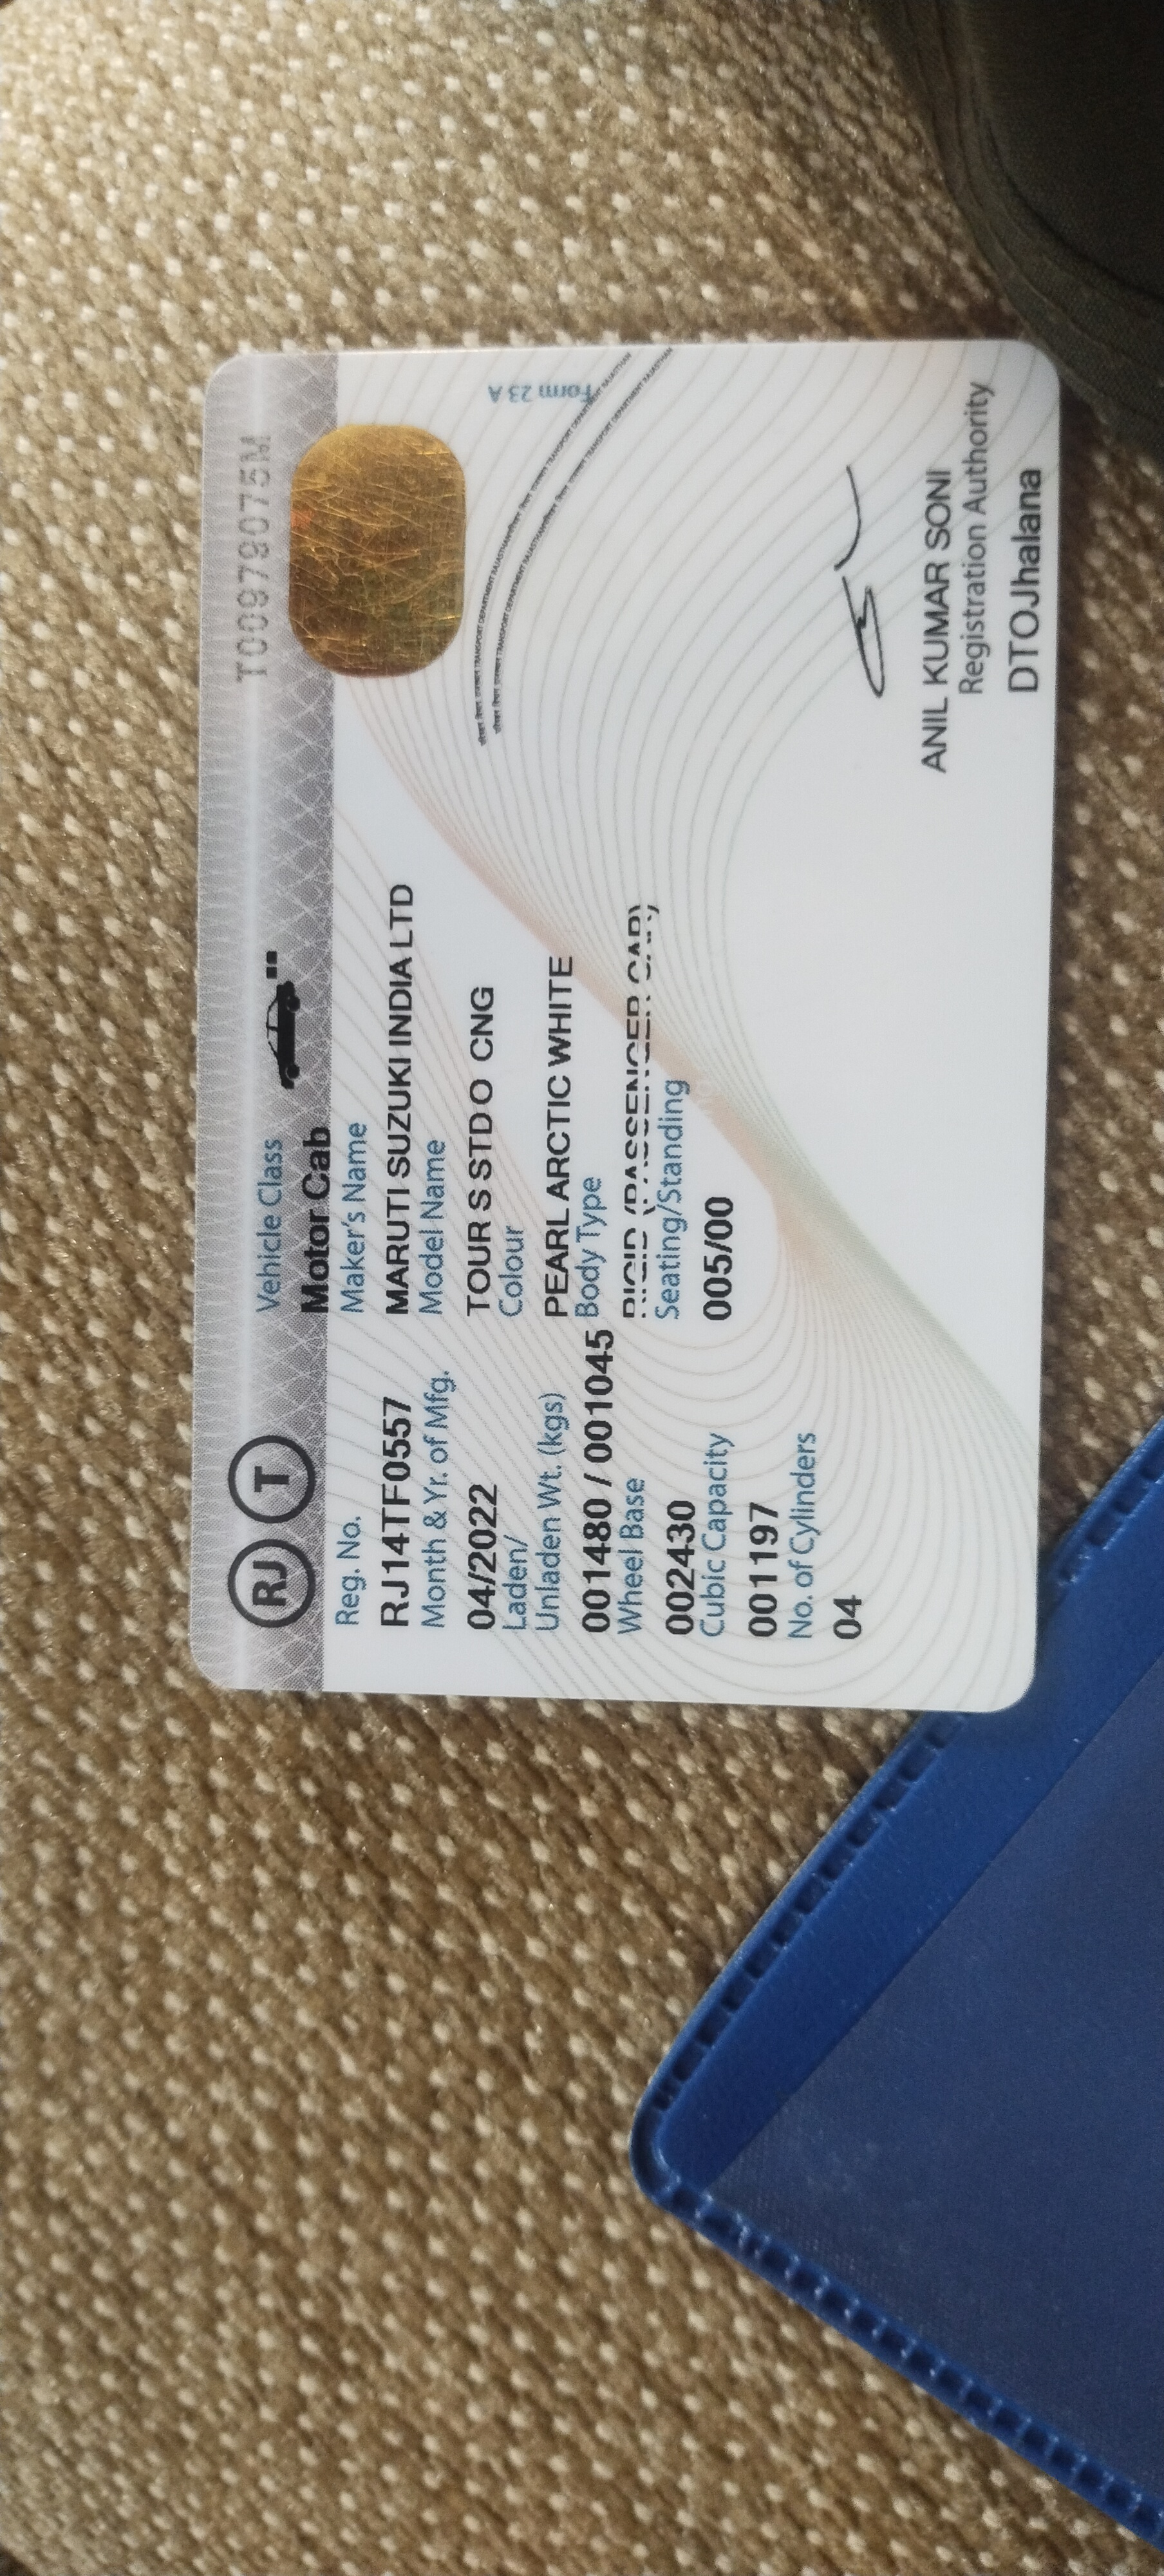 RJ T
T00979075M
Vehicle Class
Motor Cab
Form 23 A
Reg. No.
RJ14TF0557
Maker's Name
MARUTI SUZUKI INDIA LTD
Month & Yr. of Mfg.
04/2022
Model Name
TOUR S STD O CNG
Laden/
Unladen Wt. (kgs)
001480 / 001045
Colour
PEARL ARCTIC WHITE
Wheel Base
002430
Body Type
RIGID (PASSENGER CAR)
Cubic Capacity
001197
Seating/Standing
005/00
No. of Cylinders
04
ANIL KUMAR SONI
Registration Authority
DTOJhalana